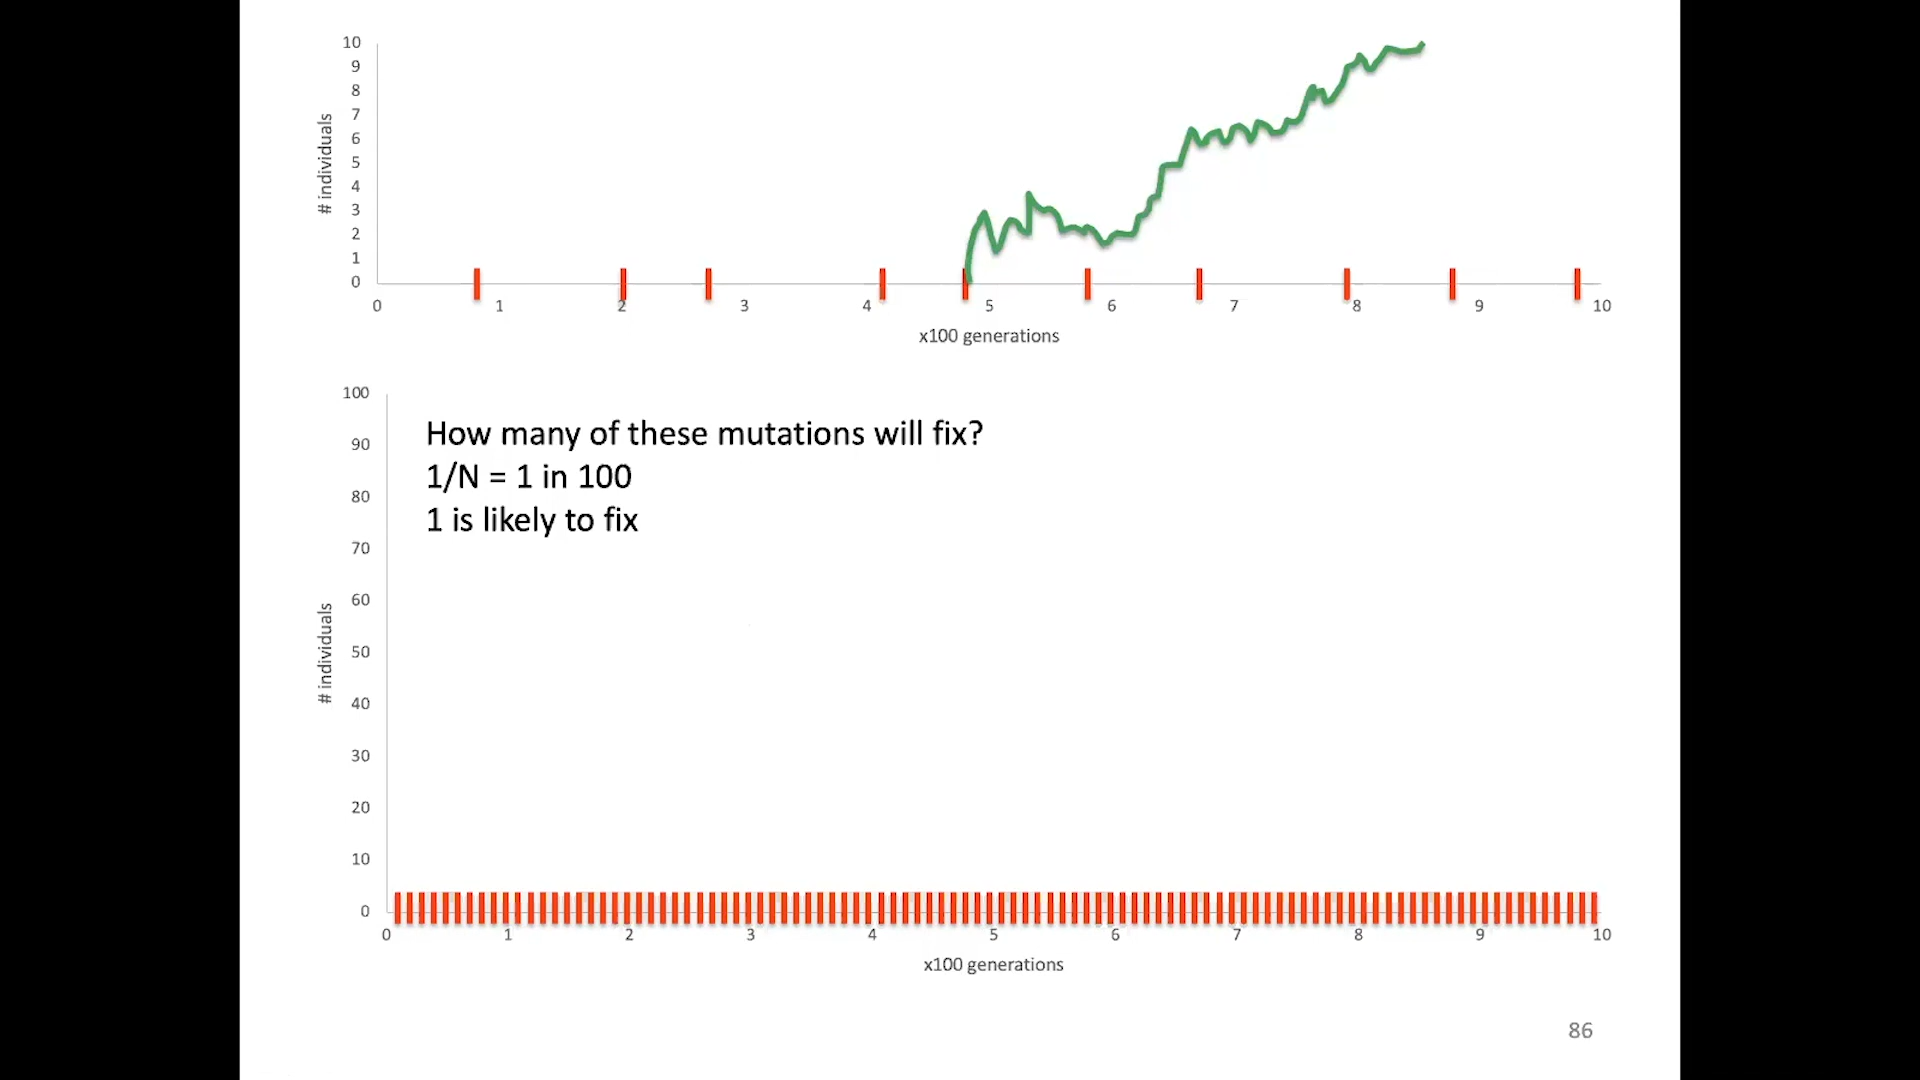 10
9
8
7
6
5
4
3
2
1
0
# individuals
0 1 2 3 4 5 6 7 8 9 10
x100 generations
100
90
80
70
60
50
40
30
20
10
0
# individuals
How many of these mutations will fix?
1/N = 1 in 100
1 is likely to fix
0 1 2 3 4 5 6 7 8 9 10
x100 generations
86